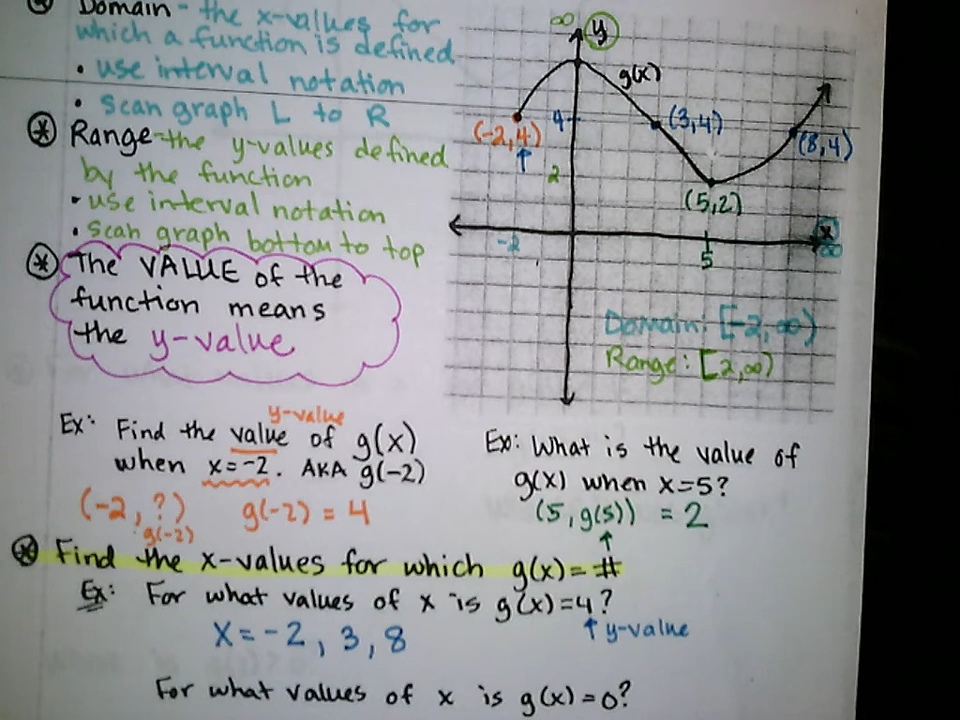 Domain - the x-values for
which a function is defined
• use interval notation
• scan graph L to R
* Range - the y-values defined
by the function
• use interval notation
• scan graph bottom to top
* The VALUE of the
function means
the y-value
∞ y
g(x)
(-2,4) 4 (3,4) (8,4)
2
(5,2)
-2 5 x
∞
Domain: [-2, ∞)
Range: [2, ∞)
y-value
Ex: Find the value of g(x)
when x=-2. AKA g(-2)
(-2, ?) g(-2) = 4
g(-2)
Ex: What is the value of
g(x) when x=5?
(5, g(5)) = 2
* Find the x-values for which g(x) = #
Ex: For what values of x is g(x)=4?
↑ y-value
X = -2, 3, 8
For what values of x is g(x)=0?